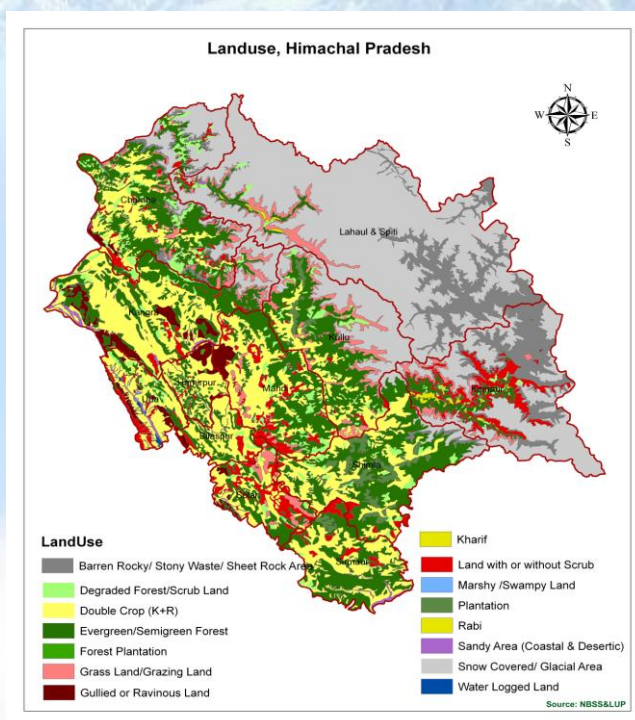 Landuse, Himachal Pradesh
N
W E
S
Chamba
Lahaul & Spiti
Kangra
Kullu
Hamirpur
Mandi
Kinnaur
Una
Bilaspur
Shimla
Solan
Sirmaur
LandUse
Barren Rocky/ Stony Waste/ Sheet Rock Area
Degraded Forest/Scrub Land
Double Crop (K+R)
Evergreen/Semigreen Forest
Forest Plantation
Grass Land/Grazing Land
Gullied or Ravinous Land
Kharif
Land with or without Scrub
Marshy /Swampy Land
Plantation
Rabi
Sandy Area (Coastal & Desertic)
Snow Covered/ Glacial Area
Water Logged Land
Source: NBSS&LUP